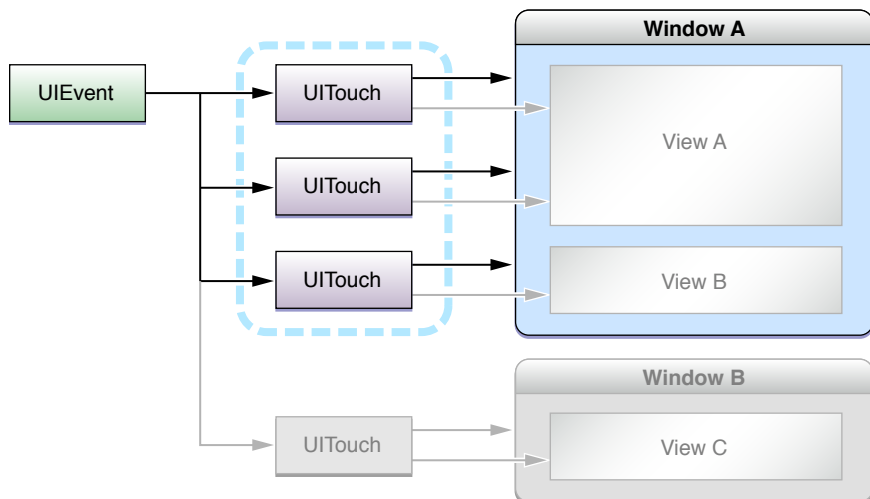 Window A
UIEvent
UITouch
View A
UITouch
UITouch
View B
Window B
UITouch
View C